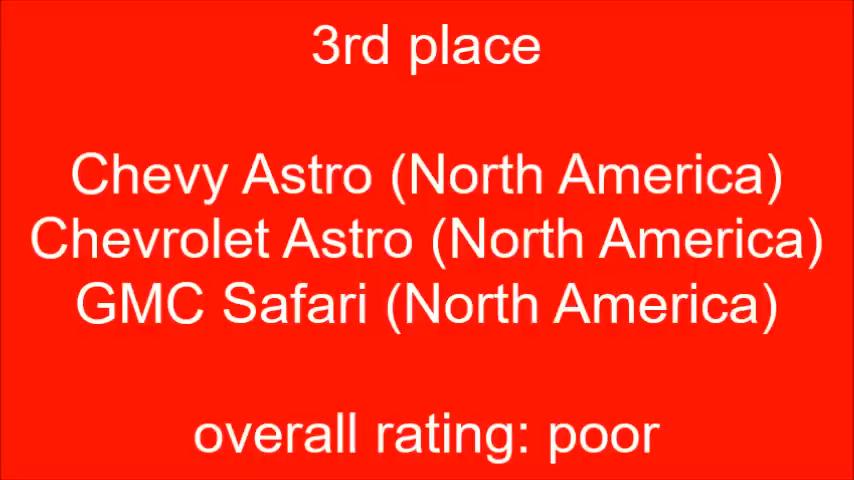 3rd place
Chevy Astro (North America)
Chevrolet Astro (North America)
GMC Safari (North America)
overall rating: poor